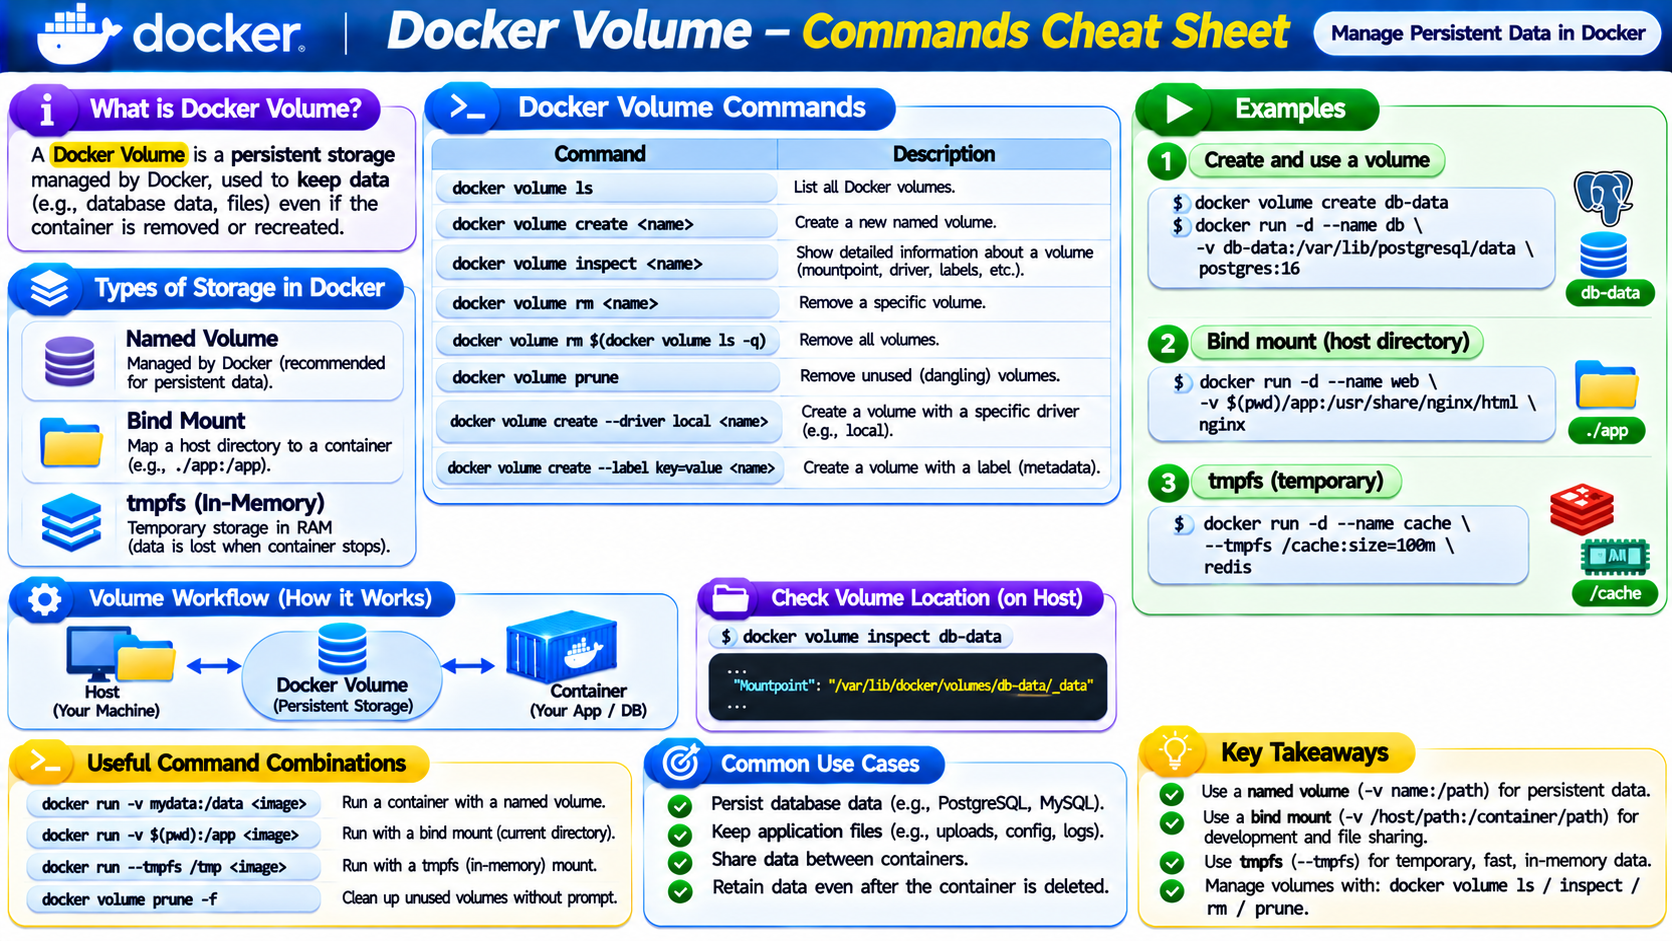 docker®
Docker Volume – Commands Cheat Sheet
Manage Persistent Data in Docker
What is Docker Volume?
A Docker Volume is a persistent storage
managed by Docker, used to keep data
(e.g., database data, files) even if the
container is removed or recreated.
Types of Storage in Docker
Named Volume
Managed by Docker (recommended
for persistent data).
Bind Mount
Map a host directory to a container
(e., ./app:/app).
tmpfs (In-Memory)
Temporary storage in RAM
(data is lost when container stops).
>_ Docker Volume Commands
Command Description
docker volume ls List all Docker volumes.
docker volume create <name> Create a new named volume.
docker volume inspect <name> Show detailed information about a volume
(mountpoint, driver, labels, etc.).
docker volume rm <name> Remove a specific volume.
docker volume rm $(docker volume ls -q) Remove all volumes.
docker volume prune Remove unused (dangling) volumes.
docker volume create --driver local <name> Create a volume with a specific driver
(e.g., local).
docker volume create --label key=value <name> Create a volume with a label (metadata).
Examples
1 Create and use a volume
$ docker volume create db-data
$ docker run -d --name db \
-v db-data:/var/lib/postgresql/data \
postgres:16
db-data
2 Bind mount (host directory)
$ docker run -d --name web \
-v $(pwd)/app:/usr/share/nginx/html \
nginx
./app
3 tmpfs (temporary)
$ docker run -d --name cache \
--tmpfs /cache:size=100m \
redis
/cache
Volume Workflow (How it Works)
Host
(Your Machine)
Docker Volume
(Persistent Storage)
Container
(Your App / DB)
Check Volume Location (on Host)
$ docker volume inspect db-data
...
"Mountpoint": "/var/lib/docker/volumes/db-data/_data"
...
>_ Useful Command Combinations
docker run -v mydata:/data <image> Run a container with a named volume.
docker run -v $(pwd):/app <image> Run with a bind mount (current directory).
docker run --tmpfs /tmp <image> Run with a tmpfs (in-memory) mount.
docker volume prune -f Clean up unused volumes without prompt.
Common Use Cases
Persist database data (e.g., PostgreSQL, MySQL).
Keep application files (e.g., uploads, config, logs).
Share data between containers.
Retain data even after the container is deleted.
Key Takeaways
Use a named volume (-v name:/path) for persistent data.
Use a bind mount (-v /host/path:/container/path) for
development and file sharing.
Use tmpfs (--tmpfs) for temporary, fast, in-memory data.
Manage volumes with: docker volume ls / inspect /
rm / prune.